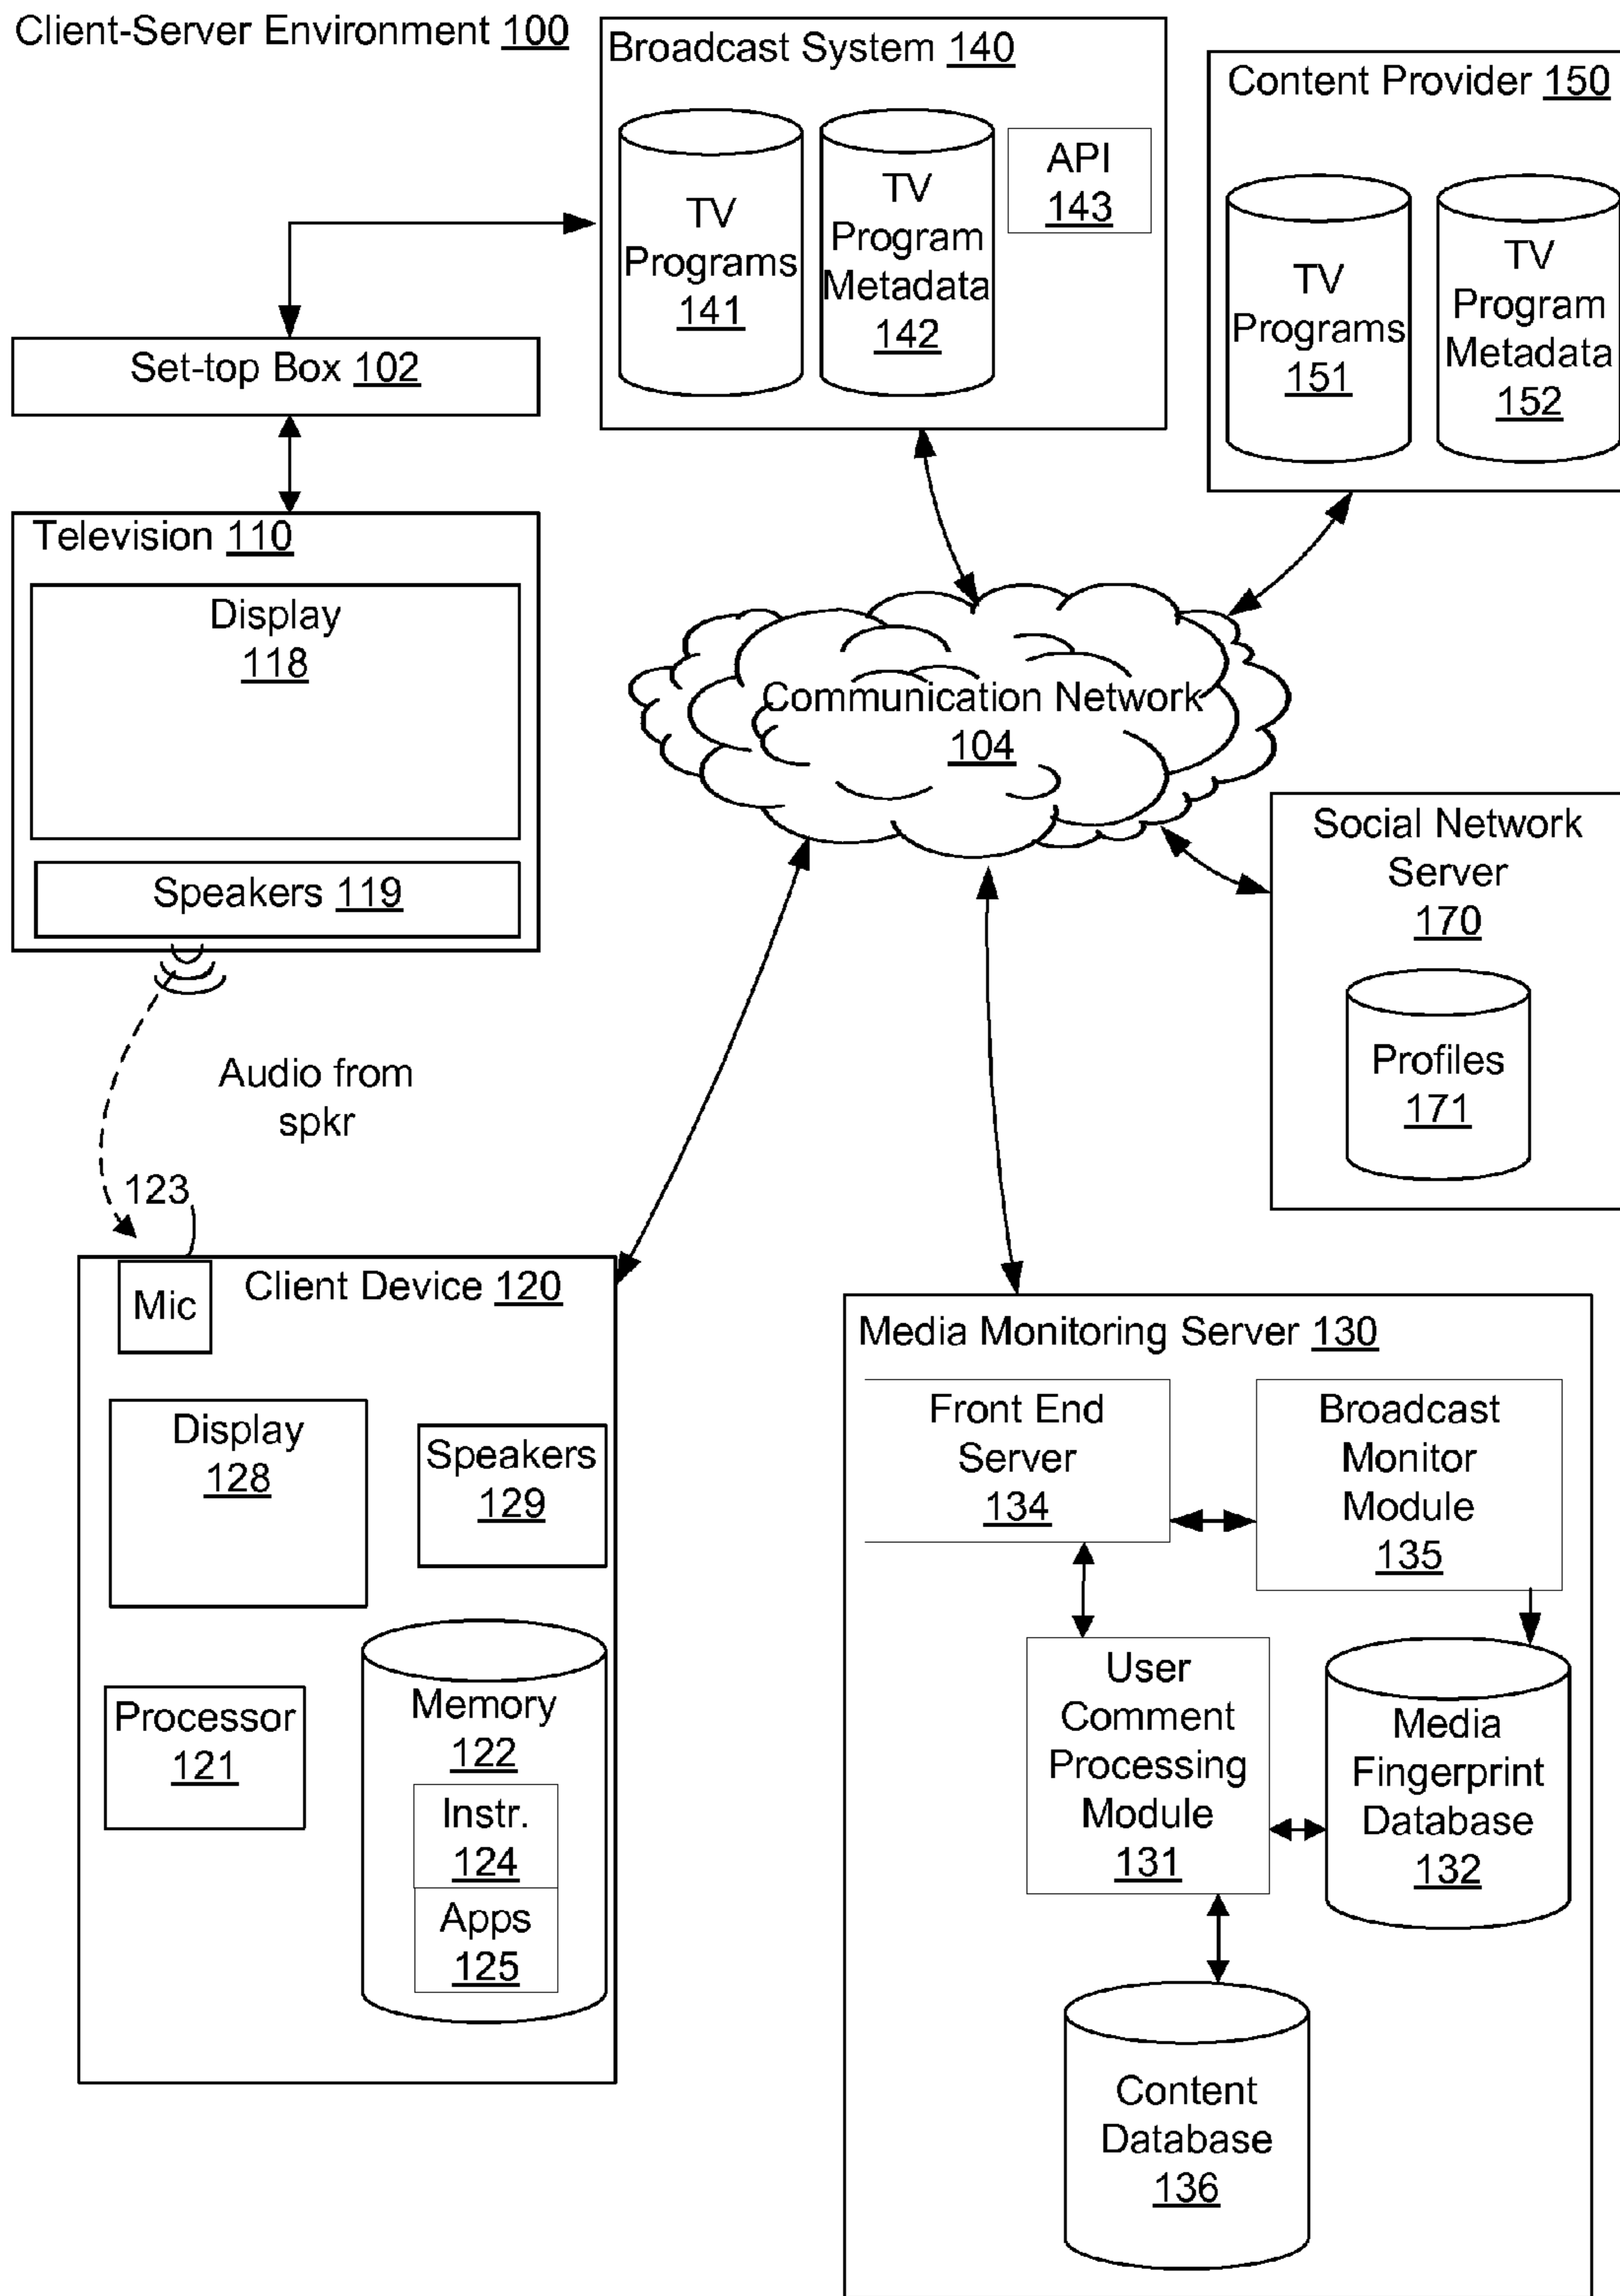 Client-Server Environment 100
Broadcast System 140
TV
Programs
141
TV
Program
Metadata
142
API
143
Content Provider 150
TV
Programs
151
TV
Program
Metadata
152
Set-top Box 102
Television 110
Display
118
Speakers 119
Communication Network
104
Social Network
Server
170
Profiles
171
Audio from
spkr
123
Mic
Client Device 120
Display
128
Speakers
129
Processor
121
Memory
122
Instr.
124
Apps
125
Media Monitoring Server 130
Front End
Server
134
Broadcast
Monitor
Module
135
User
Comment
Processing
Module
131
Media
Fingerprint
Database
132
Content
Database
136